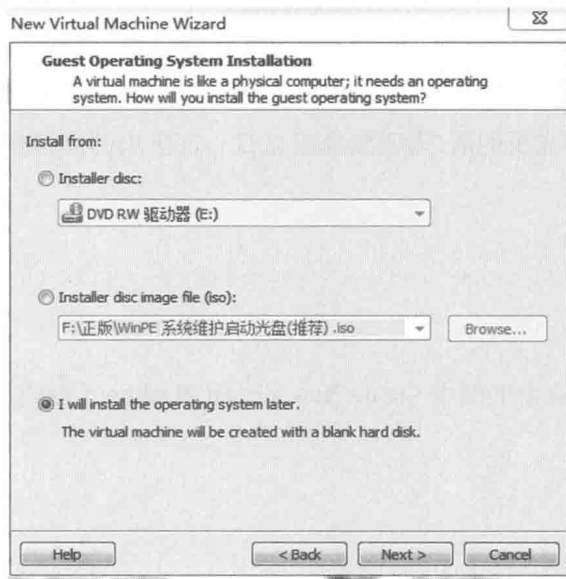 New Virtual Machine Wizard
Guest Operating System Installation
A virtual machine is like a physical computer; it needs an operating
system. How will you install the guest operating system?
Install from:
Installer disc:
DVD RW 驱动器 (E:)
Installer disc image file (iso):
F:\正版\WinPE 系统维护启动光盘(推荐) .iso
Browse...
I will install the operating system later.
The virtual machine will be created with a blank hard disk.
Help
< Back
Next >
Cancel